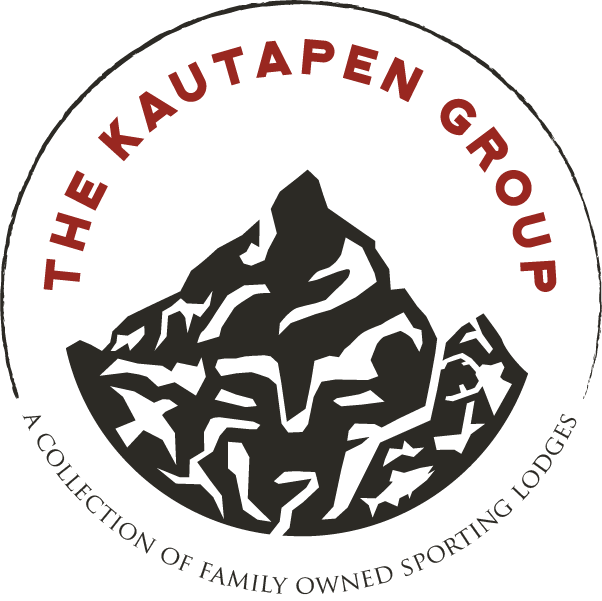 THE KAUTAPEN GROUP
A COLLECTION OF FAMILY OWNED SPORTING LODGES